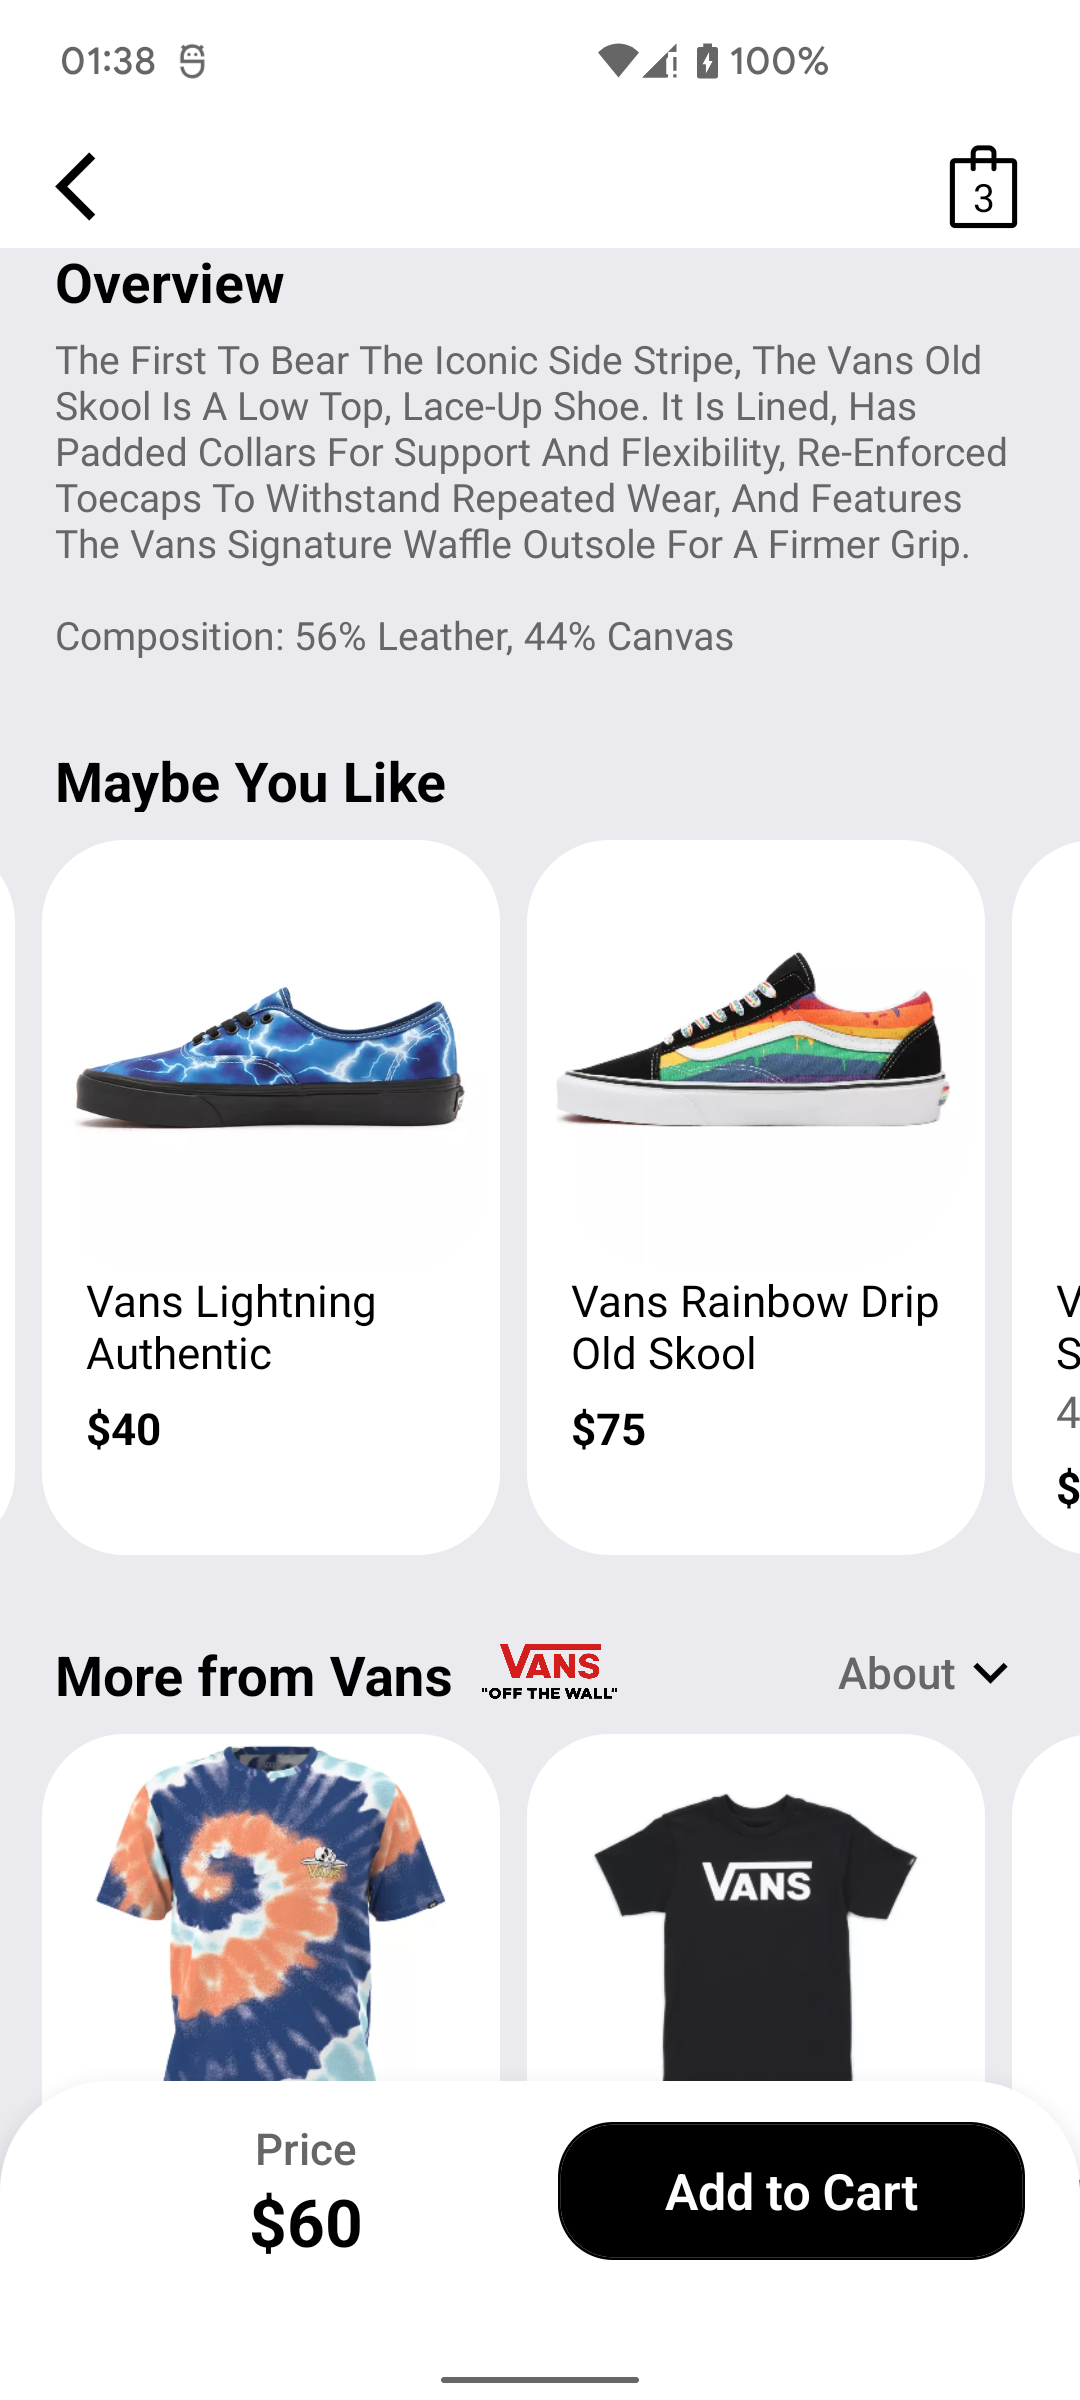 01:38
100%
3
Overview
The First To Bear The Iconic Side Stripe, The Vans Old
Skool Is A Low Top, Lace-Up Shoe. It Is Lined, Has
Padded Collars For Support And Flexibility, Re-Enforced
Toecaps To Withstand Repeated Wear, And Features
The Vans Signature Waffle Outsole For A Firmer Grip.
Composition: 56% Leather, 44% Canvas
Maybe You Like
Vans Lightning
Authentic
$40
Vans Rainbow Drip
Old Skool
$75
V
S
4
$
More from Vans
VANS
"OFF THE WALL"
About
VANS
VANS
Price
$60
Add to Cart